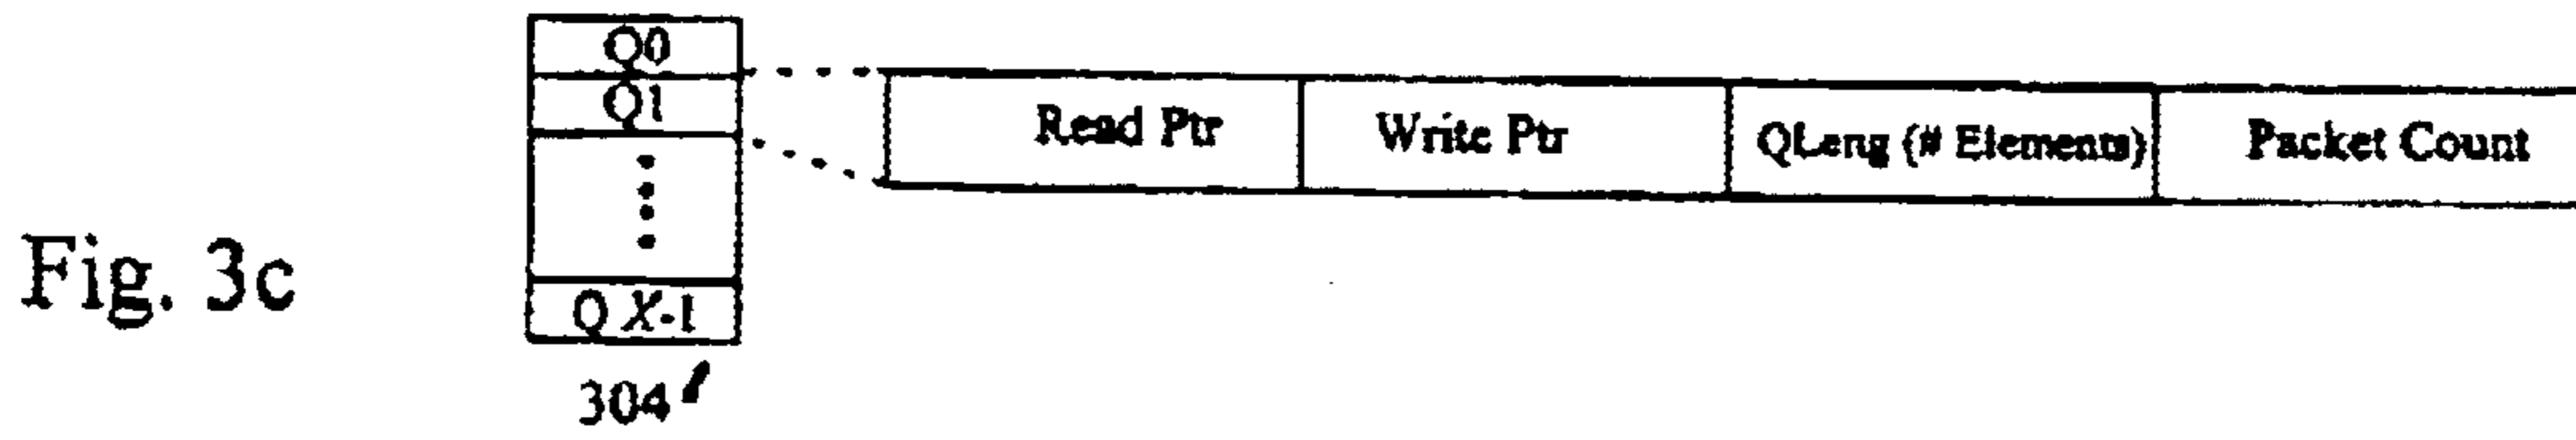 Q0
Q1
Read Ptr
Write Ptr
QLeng (# Elements)
Packet Count
Fig. 3c
Q X-1
304